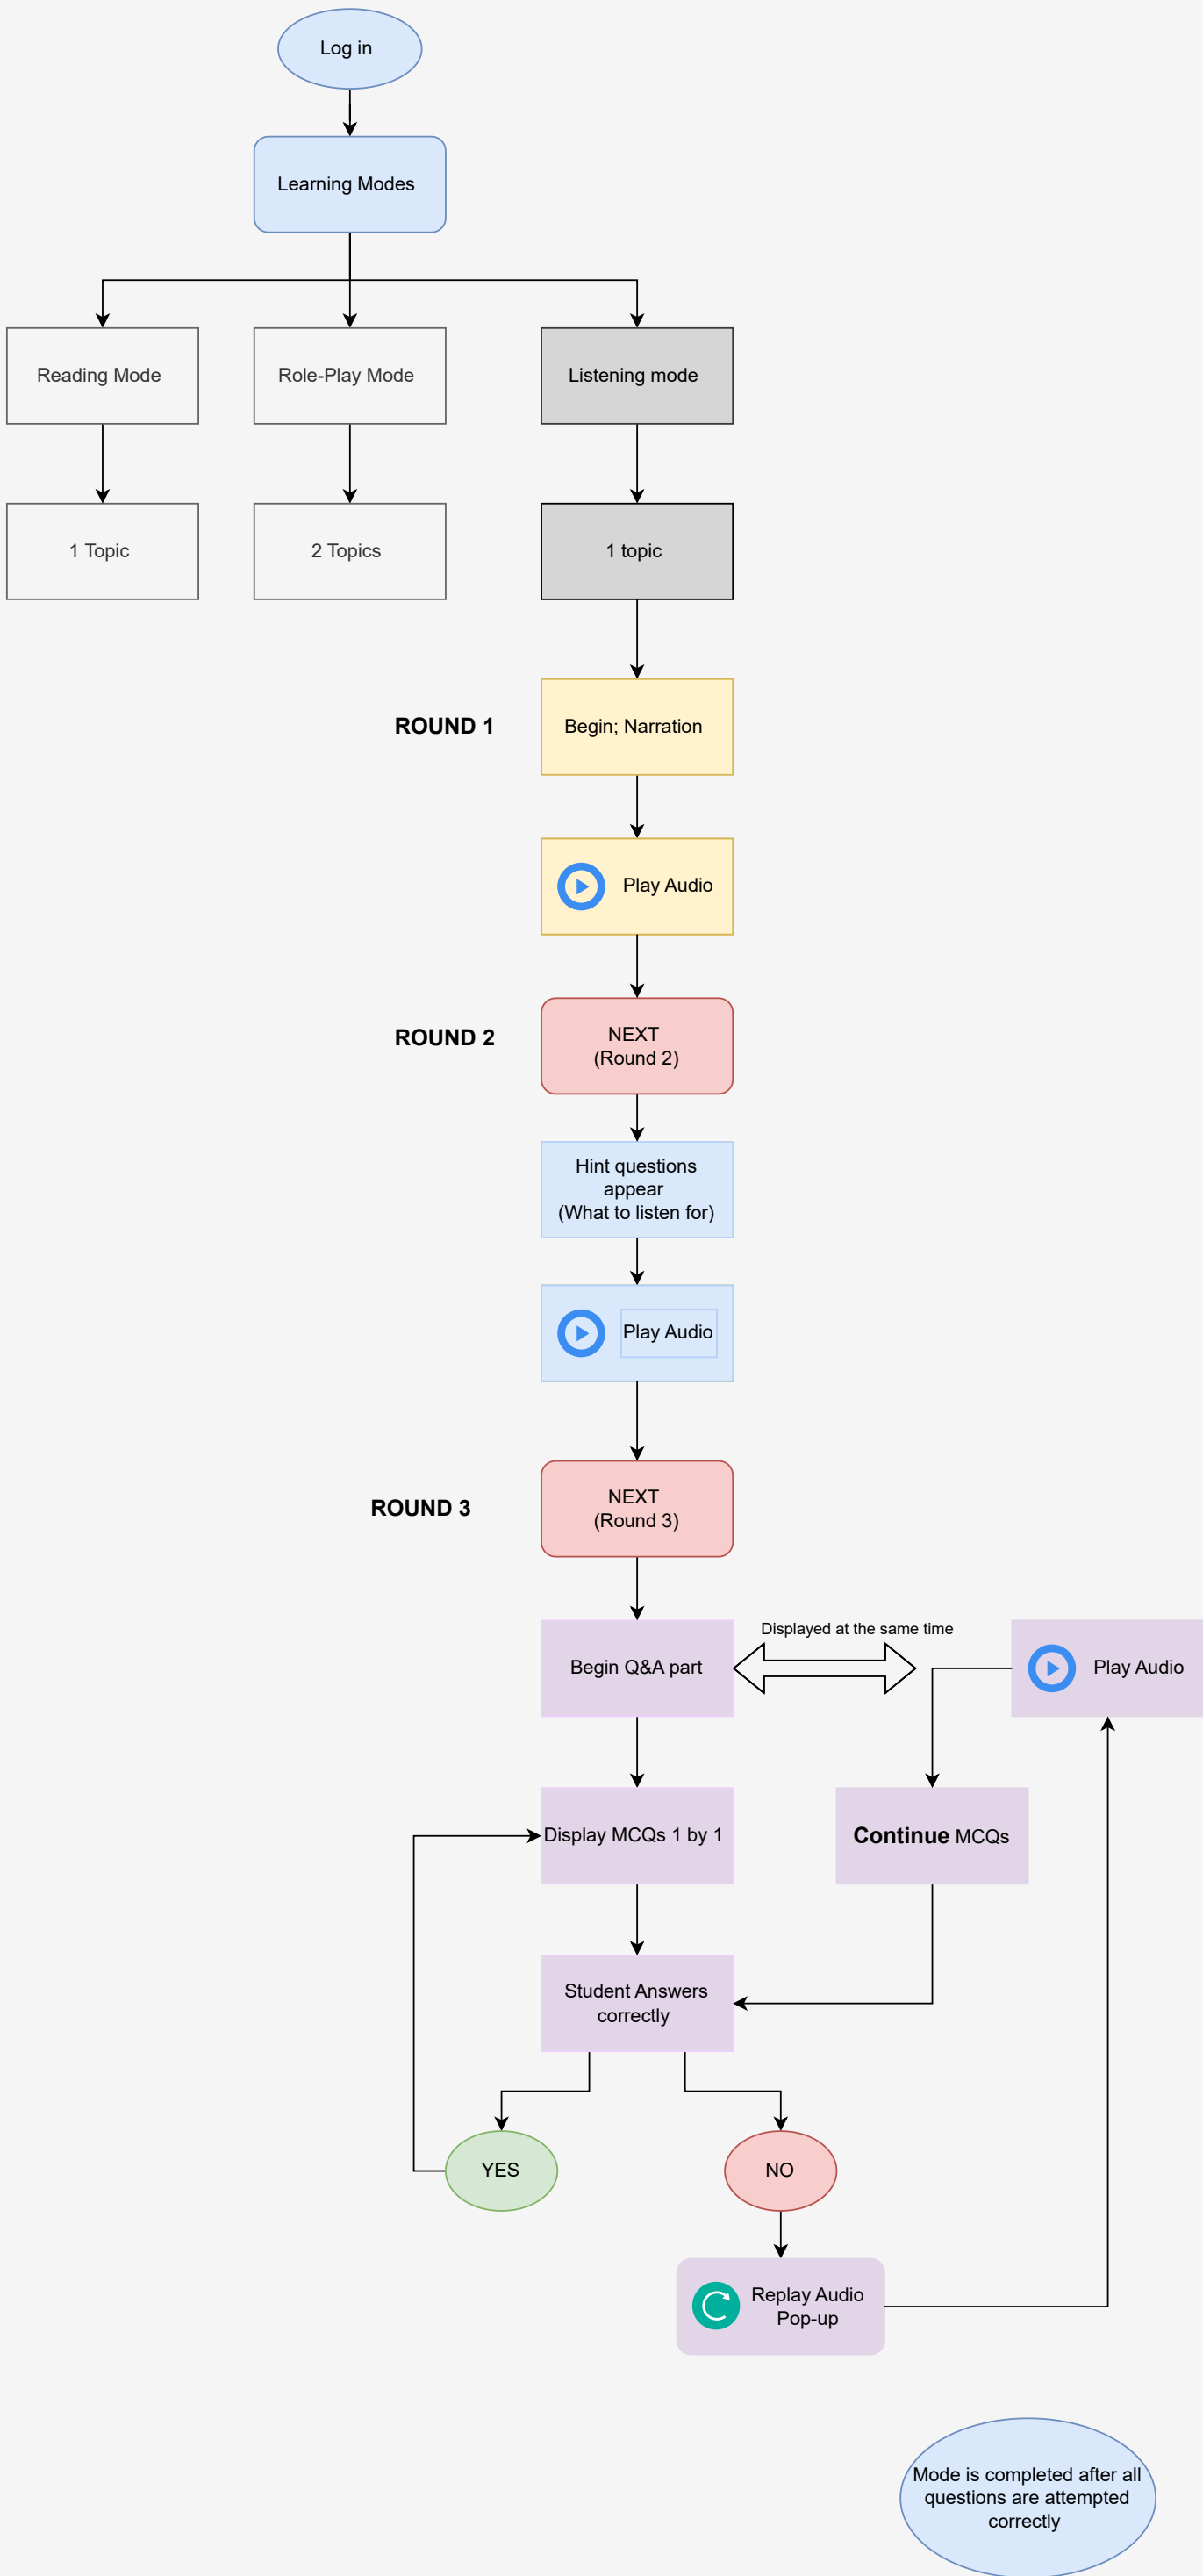 Log in
Learning Modes
Reading Mode
Role-Play Mode
Listening mode
1 Topic
2 Topics
1 topic
ROUND 1
Begin; Narration
Play Audio
ROUND 2
NEXT
(Round 2)
Hint questions
appear
(What to listen for)
Play Audio
ROUND 3
NEXT
(Round 3)
Displayed at the same time
Begin Q&A part
Play Audio
Display MCQs 1 by 1
Continue MCQs
Student Answers
correctly
YES
NO
Replay Audio
Pop-up
Mode is completed after all
questions are attempted
correctly